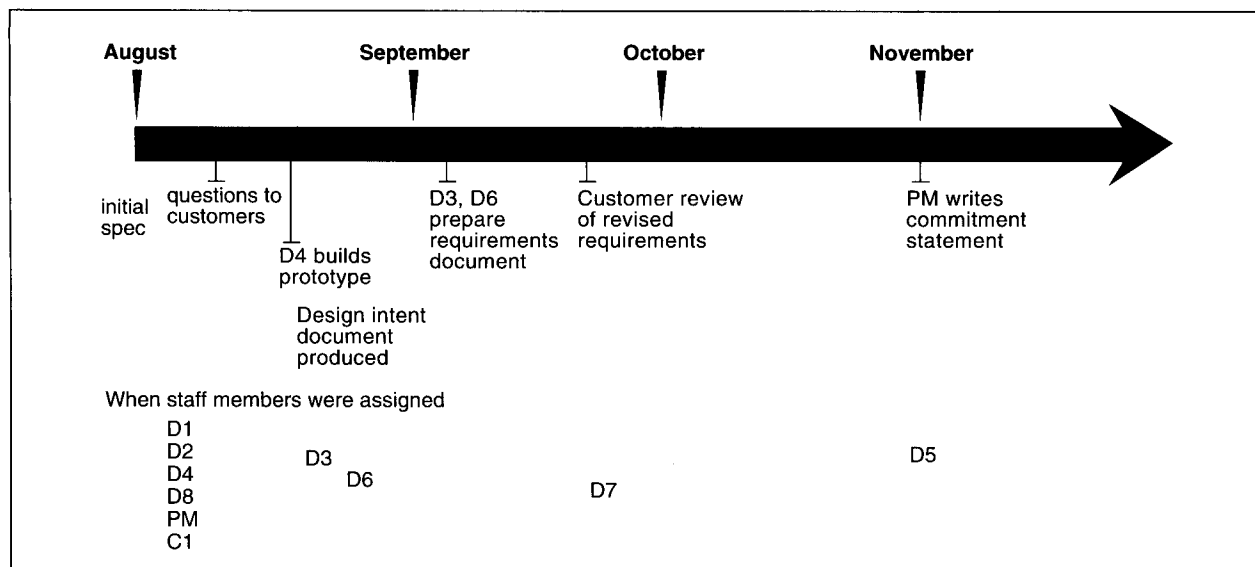 August September October November
initial
spec
questions to
customers
D4 builds
prototype
Design intent
document
produced
D3, D6
prepare
requirements
document
Customer review
of revised
requirements
PM writes
commitment
statement
When staff members were assigned
D1
D2
D4
D8
PM
C1
D3
D6
D7
D5